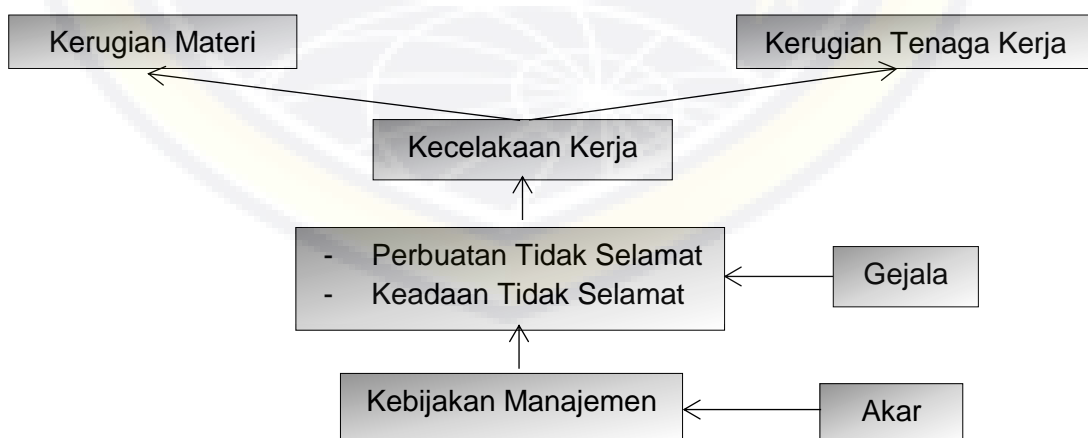 Kerugian Materi
Kerugian Tenaga Kerja
Kecelakaan Kerja
- Perbuatan Tidak Selamat
- Keadaan Tidak Selamat
Gejala
Kebijakan Manajemen
Akar